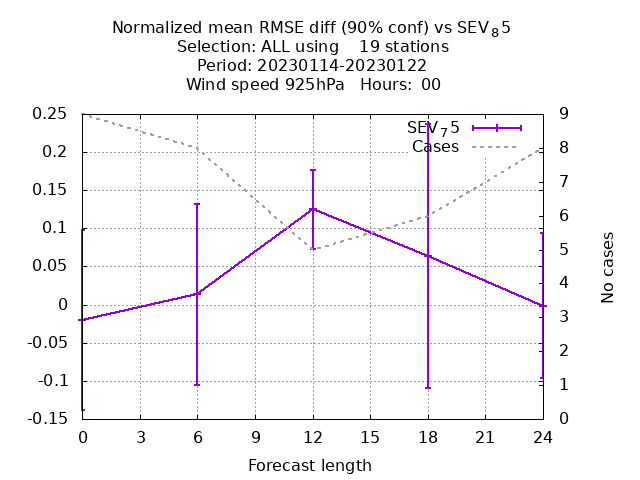 Normalized mean RMSE diff (90% conf) vs SEV₈5
Selection: ALL using    19 stations
Period: 20230114-20230122
Wind speed 925hPa   Hours:  00
SEV₇5
Cases
0.25
0.2
0.15
0.1
0.05
0
-0.05
-0.1
-0.15
9
8
7
6
5
4
3
2
1
0
No cases
0 3 6 9 12 15 18 21 24
Forecast length